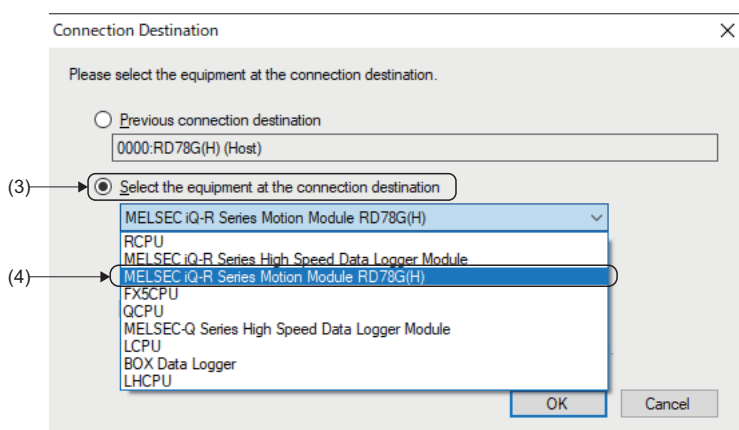 Connection Destination
Please select the equipment at the connection destination.
Previous connection destination
0000:RD78G(H) (Host)
(3)
Select the equipment at the connection destination
MELSEC iQ-R Series Motion Module RD78G(H)
RCPU
MELSEC iQ-R Series High Speed Data Logger Module
(4)
MELSEC iQ-R Series Motion Module RD78G(H)
FX5CPU
QCPU
MELSEC-Q Series High Speed Data Logger Module
LCPU
BOX Data Logger
LHCPU
OK
Cancel